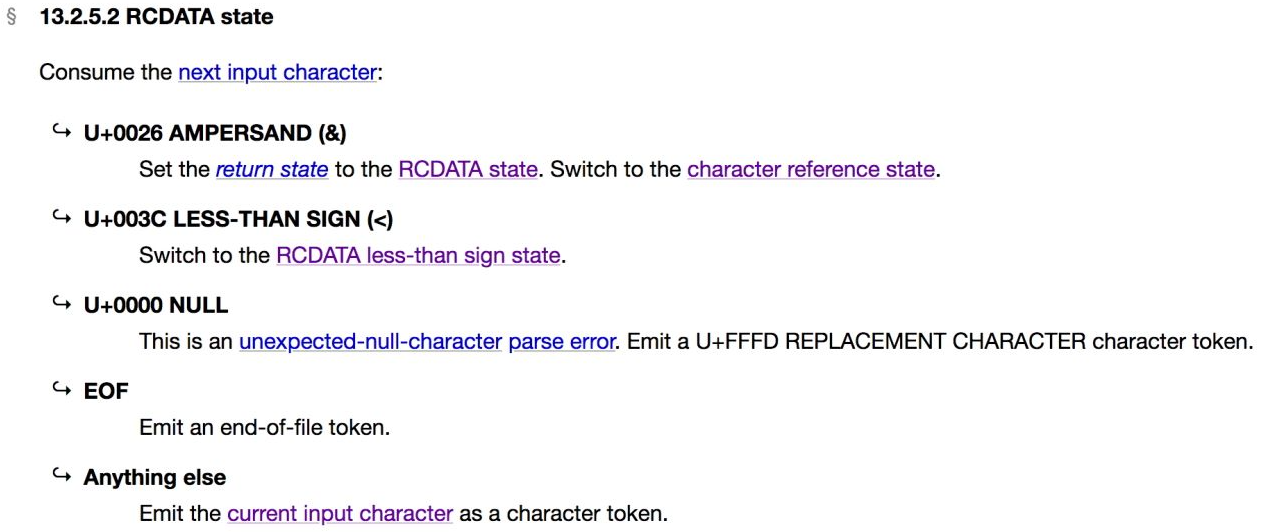 § 13.2.5.2 RCDATA state
Consume the next input character:
↪ U+0026 AMPERSAND (&)
Set the return state to the RCDATA state. Switch to the character reference state.
↪ U+003C LESS-THAN SIGN (<)
Switch to the RCDATA less-than sign state.
↪ U+0000 NULL
This is an unexpected-null-character parse error. Emit a U+FFFD REPLACEMENT CHARACTER character token.
↪ EOF
Emit an end-of-file token.
↪ Anything else
Emit the current input character as a character token.